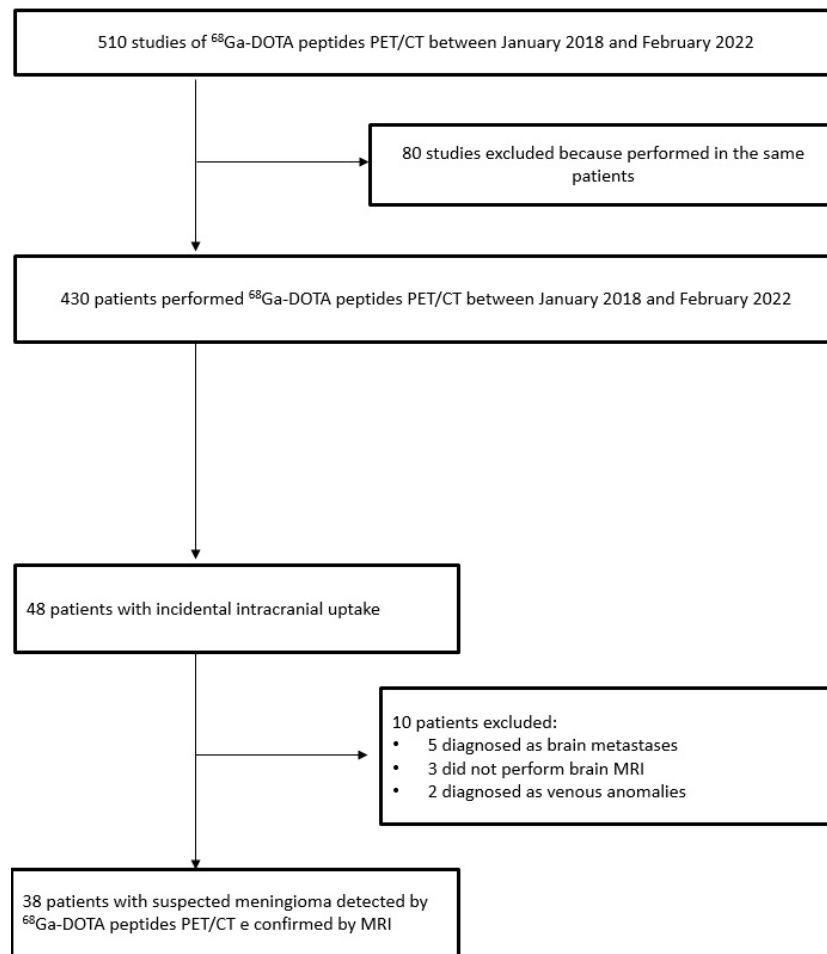 510 studies of ⁶⁸Ga-DOTA peptides PET/CT between January 2018 and February 2022
80 studies excluded because performed in the same
patients
430 patients performed ⁶⁸Ga-DOTA peptides PET/CT between January 2018 and February 2022
48 patients with incidental intracranial uptake
10 patients excluded:
• 5 diagnosed as brain metastases
• 3 did not perform brain MRI
• 2 diagnosed as venous anomalies
38 patients with suspected meningioma detected by
⁶⁸Ga-DOTA peptides PET/CT e confirmed by MRI